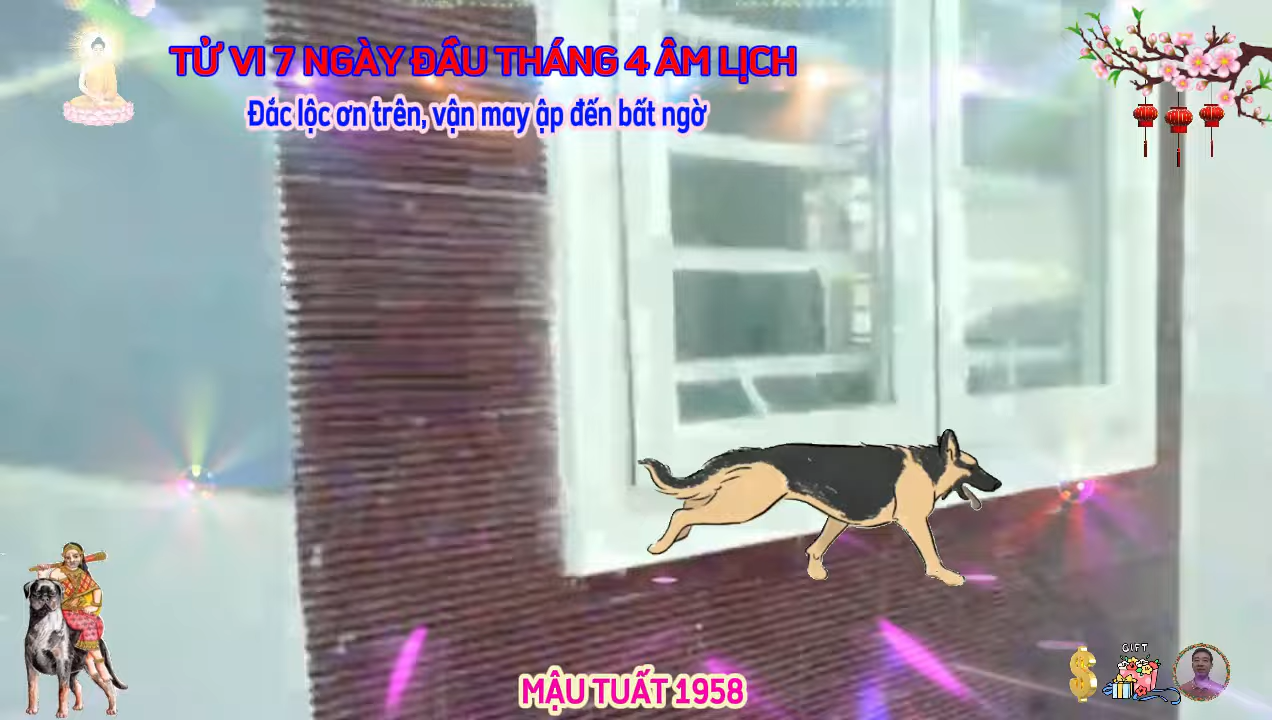 TỬ VI 7 NGÀY ĐẦU THÁNG 4 ÂM LỊCH
Đắc lộc ơn trên, vận may ập đến bất ngờ
GIFT
MẬU TUẤT 1958